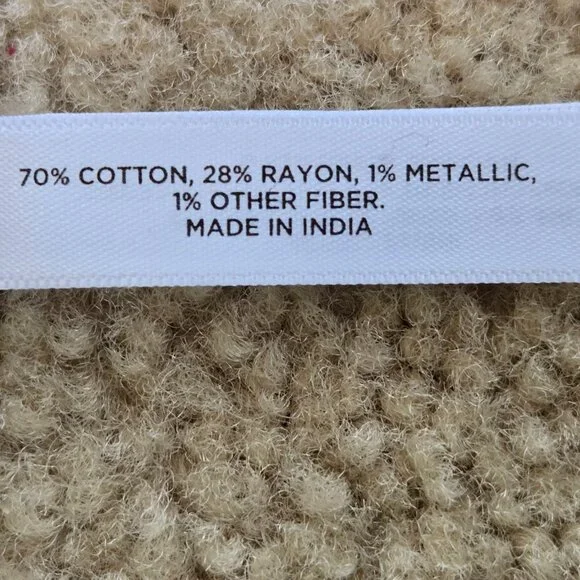 70% COTTON, 28% RAYON, 1% METALLIC,
1% OTHER FIBER.
MADE IN INDIA